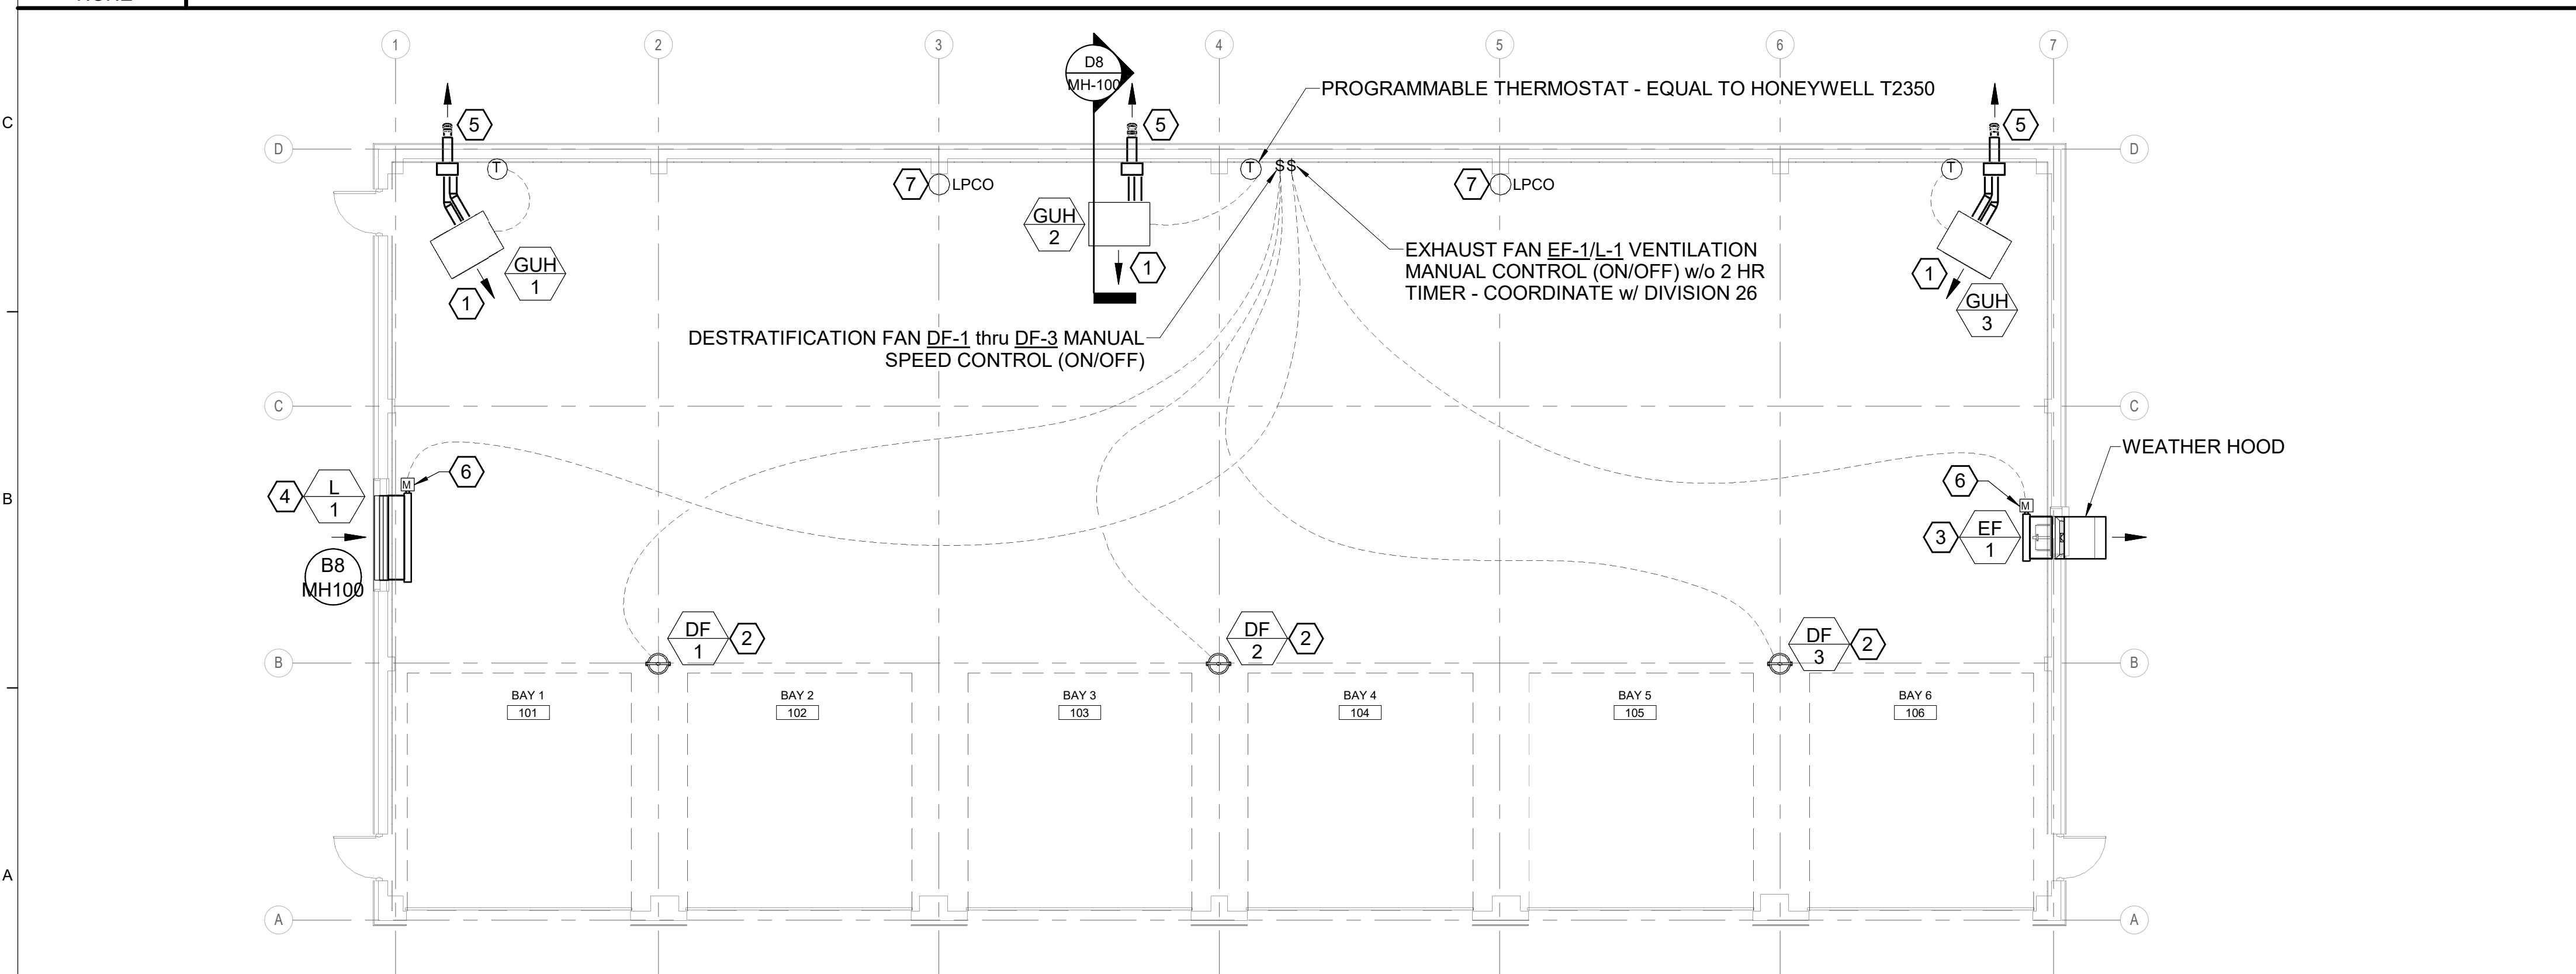 1 2 3 4 5 6 7
D8
MH-100
PROGRAMMABLE THERMOSTAT - EQUAL TO HONEYWELL T2350
C
5 5 5
D D
T T $$ T
7 LPCO 7 LPCO
GUH
2
EXHAUST FAN EF-1/L-1 VENTILATION
MANUAL CONTROL (ON/OFF) w/o 2 HR
TIMER - COORDINATE w/ DIVISION 26
GUH
1
1
1
1
GUH
3
DESTRATIFICATION FAN DF-1 thru DF-3 MANUAL
SPEED CONTROL (ON/OFF)
C C
WEATHER HOOD
6
M
4
L
1
B
6
M
3
EF
1
B8
MH100
DF
1
2
DF
2
2
DF
3
2
B B
BAY 1 BAY 2 BAY 3 BAY 4 BAY 5 BAY 6
101 102 103 104 105 106
A
A A